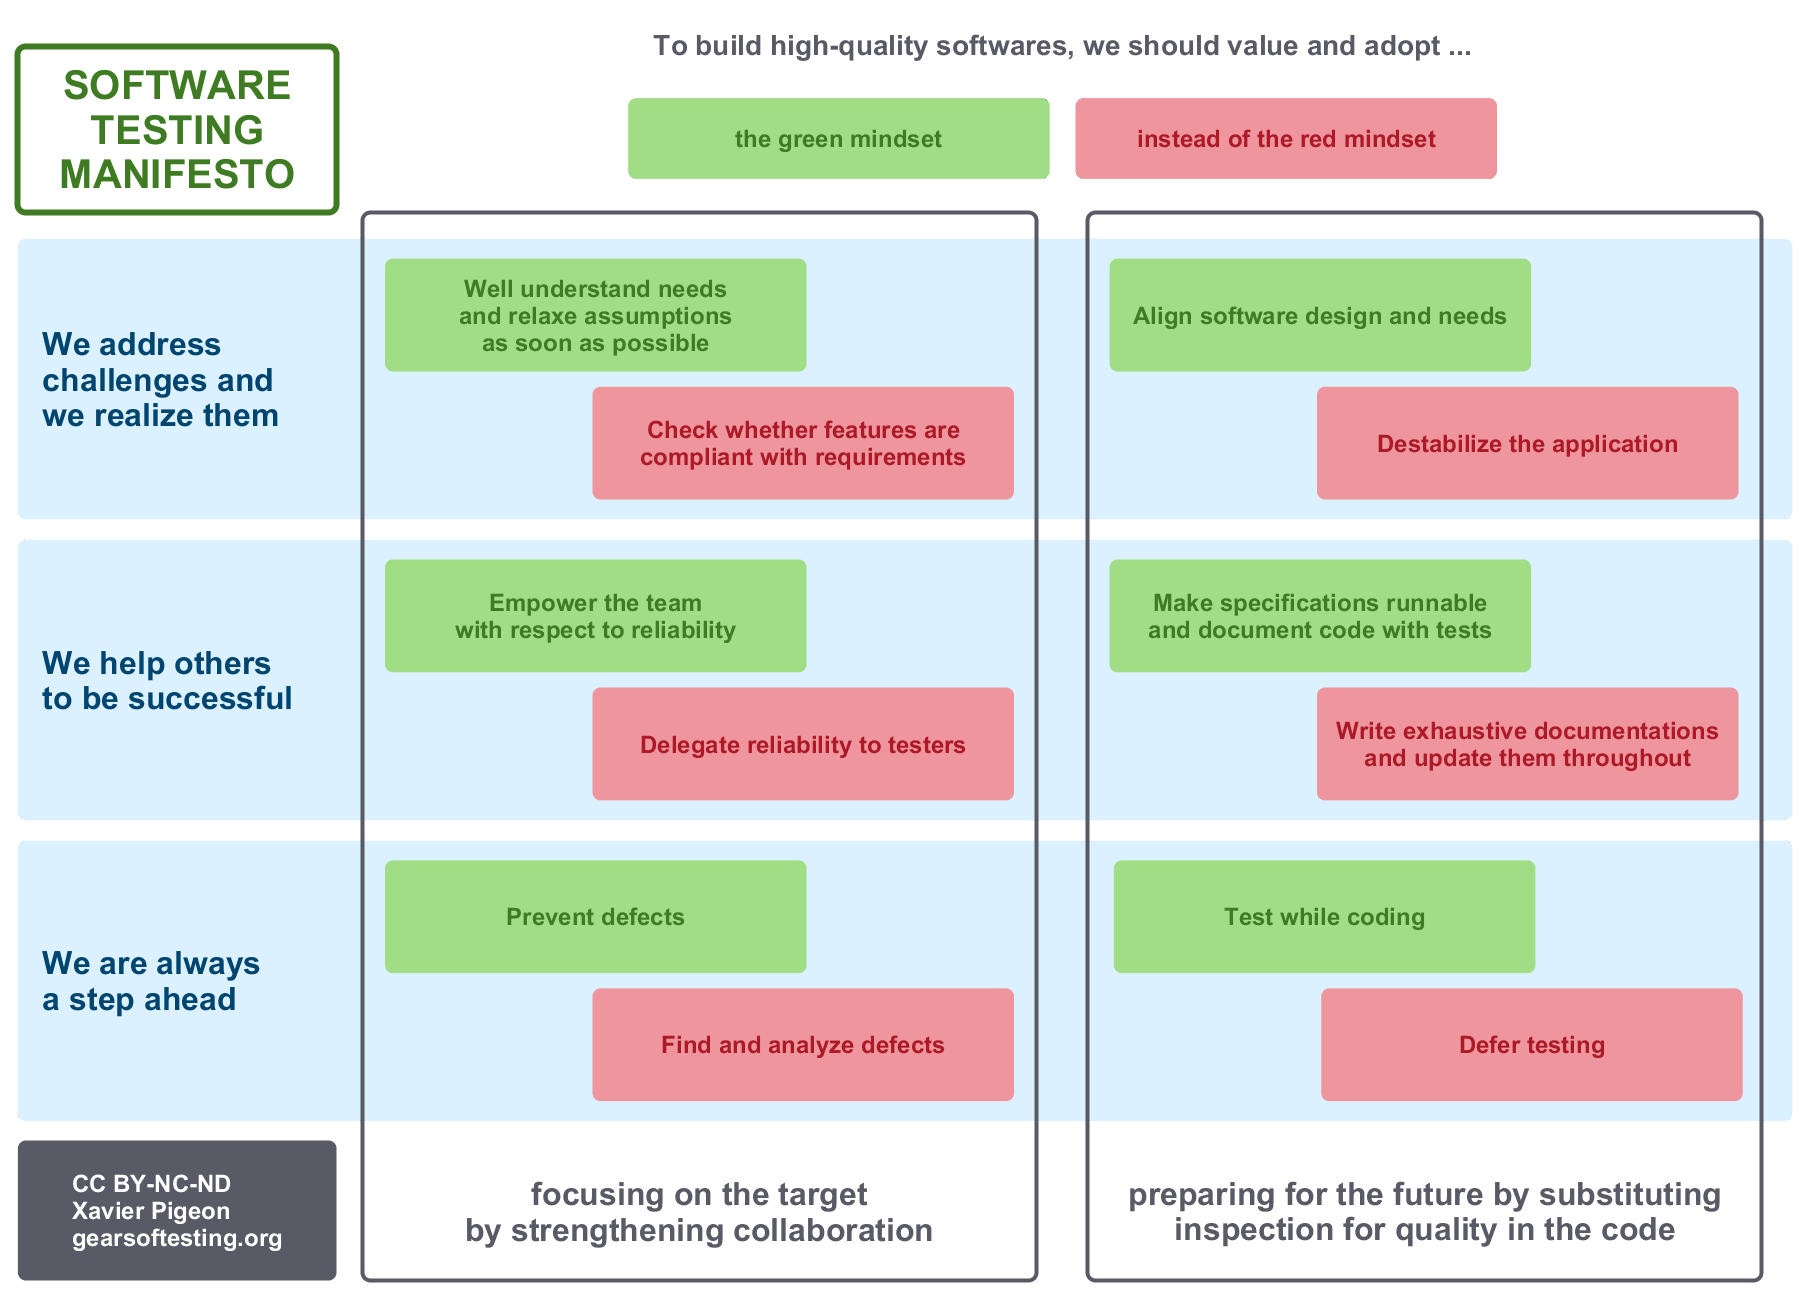 SOFTWARE
TESTING
MANIFESTO
To build high-quality softwares, we should value and adopt ...
the green mindset
instead of the red mindset
We address
challenges and
we realize them
Well understand needs
and relaxe assumptions
as soon as possible
Check whether features are
compliant with requirements
Align software design and needs
Destabilize the application
We help others
to be successful
Empower the team
with respect to reliability
Delegate reliability to testers
Make specifications runnable
and document code with tests
Write exhaustive documentations
and update them throughout
We are always
a step ahead
Prevent defects
Find and analyze defects
Test while coding
Defer testing
CC BY-NC-ND
Xavier Pigeon
gearsoftesting.org
focusing on the target
by strengthening collaboration
preparing for the future by substituting
inspection for quality in the code